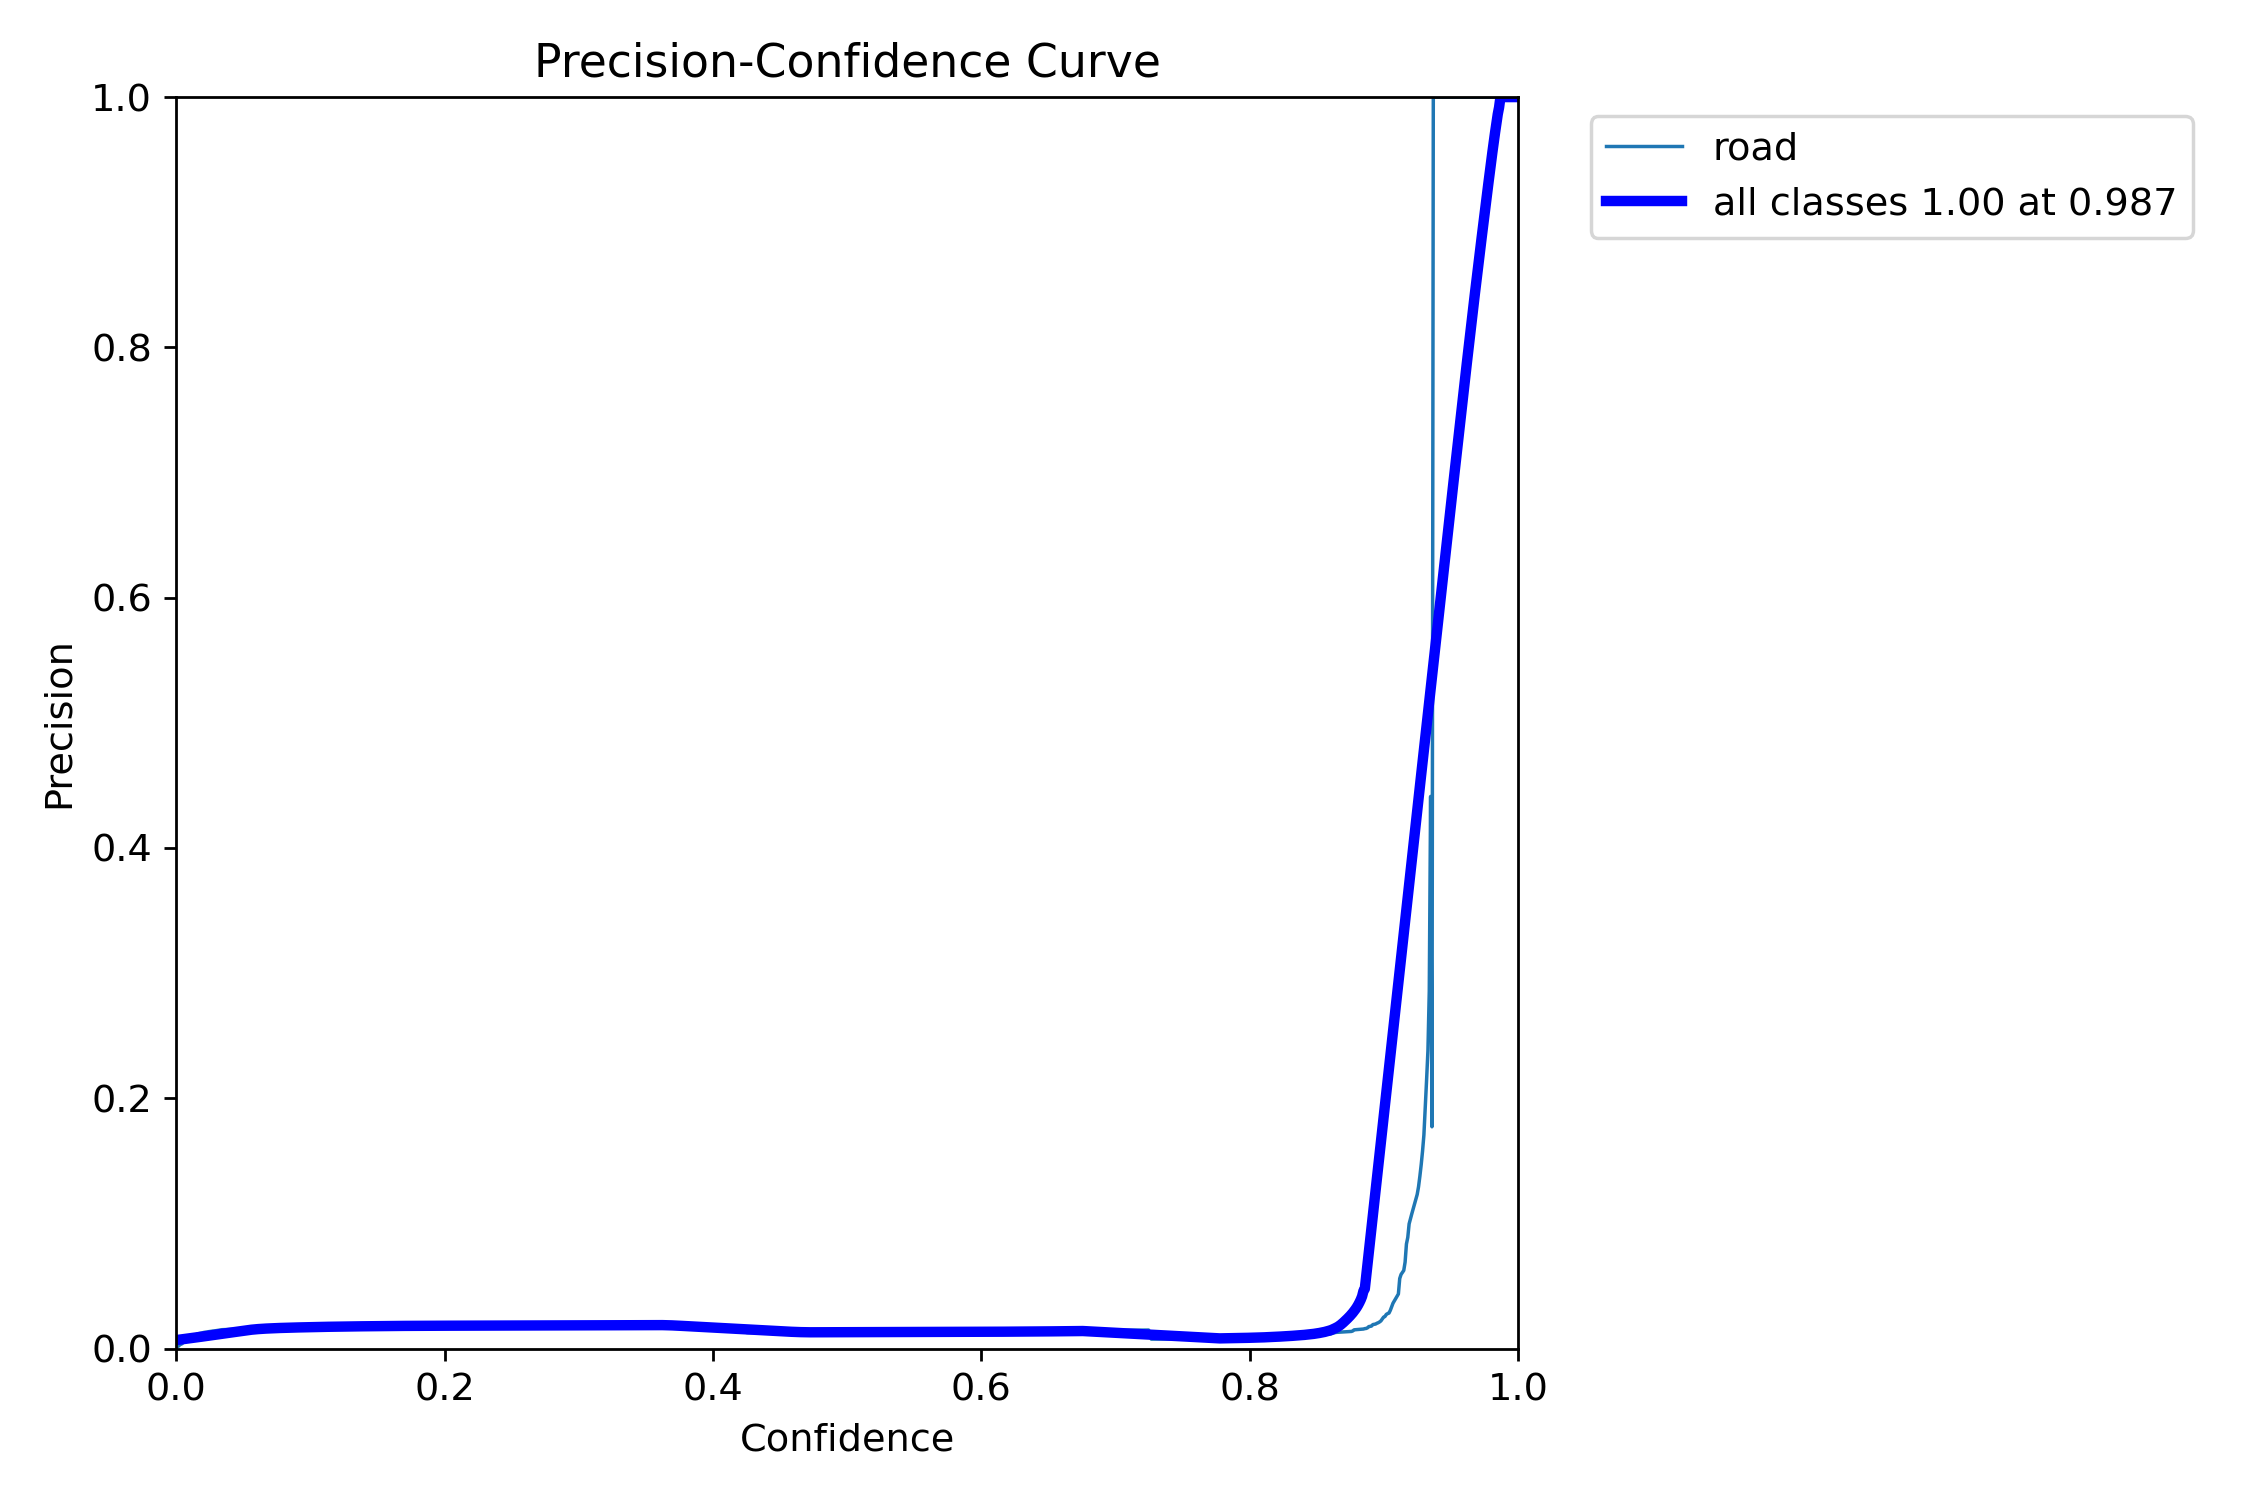 Precision-Confidence Curve
1.0
0.8
0.6
0.4
0.2
0.0
Precision
0.0 0.2 0.4 0.6 0.8 1.0
Confidence
road
all classes 1.00 at 0.987